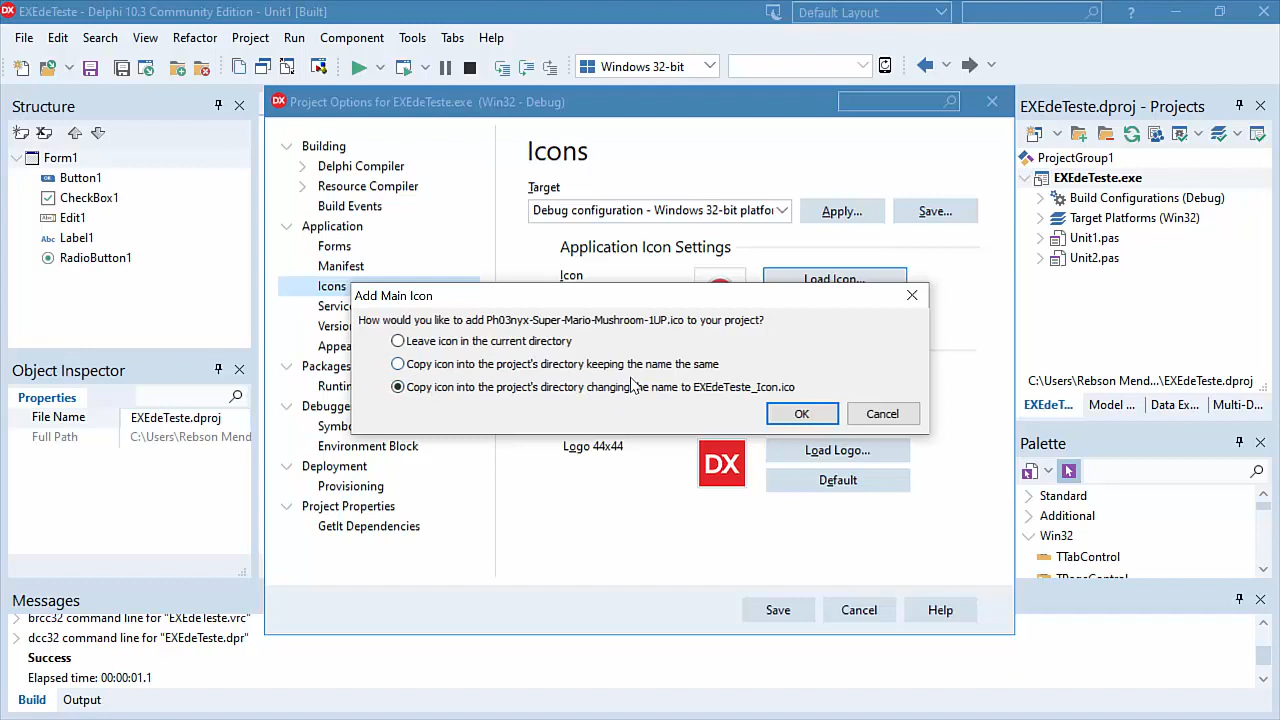 EXEdeTeste - Delphi 10.3 Community Edition - Unit1 [Built]
Default Layout
File Edit Search View Refactor Project Run Component Tools Tabs Help
Windows 32-bit
Structure
Form1
Button1
CheckBox1
Edit1
Label1
RadioButton1
Object Inspector
Properties
File Name EXEdeTeste.dproj
Full Path C:\Users\Rebson Mend
Messages
brcc32 command line for "EXEdeTeste.vrc"
dcc32 command line for "EXEdeTeste.dpr"
Success
Elapsed time: 00:00:01.1
Build Output
DX Project Options for EXEdeTeste.exe (Win32 - Debug)
Building
Delphi Compiler
Resource Compiler
Build Events
Application
Forms
Manifest
Icons
Packages
Debugge
Environment Block
Deployment
Provisioning
Project Properties
GetIt Dependencies
Icons
Target
Debug configuration - Windows 32-bit platfor
Apply...
Save...
Application Icon Settings
Icon
Load Icon...
Add Main Icon
How would you like to add Ph03nyx-Super-Mario-Mushroom-1UP.ico to your project?
Leave icon in the current directory
Copy icon into the project's directory keeping the name the same
Copy icon into the project's directory changing the name to EXEdeTeste_Icon.ico
OK
Cancel
Logo 44x44
DX
Load Logo...
Default
Save
Cancel
Help
EXEdeTeste.dproj - Projects
ProjectGroup1
EXEdeTeste.exe
Build Configurations (Debug)
Target Platforms (Win32)
Unit1.pas
Unit2.pas
C:\Users\Rebson Mend...
EXEdeT... Model ... Data Ex... Multi-D...
Palette
Standard
Additional
Win32
TTabControl